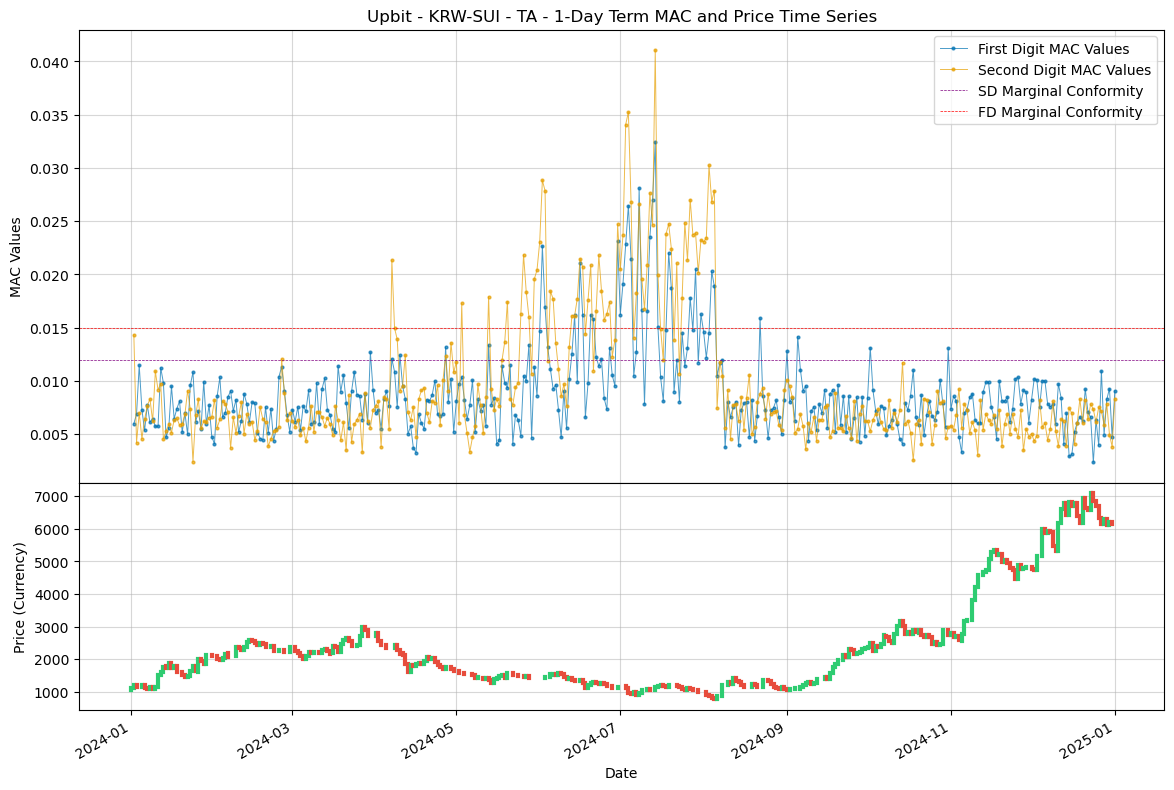 Upbit - KRW-SUI - TA - 1-Day Term MAC and Price Time Series
First Digit MAC Values
Second Digit MAC Values
SD Marginal Conformity
FD Marginal Conformity
MAC Values
0.040
0.035
0.030
0.025
0.020
0.015
0.010
0.005
Price (Currency)
7000
6000
5000
4000
3000
2000
1000
2024-01
2024-03
2024-05
2024-07
2024-09
2024-11
2025-01
Date